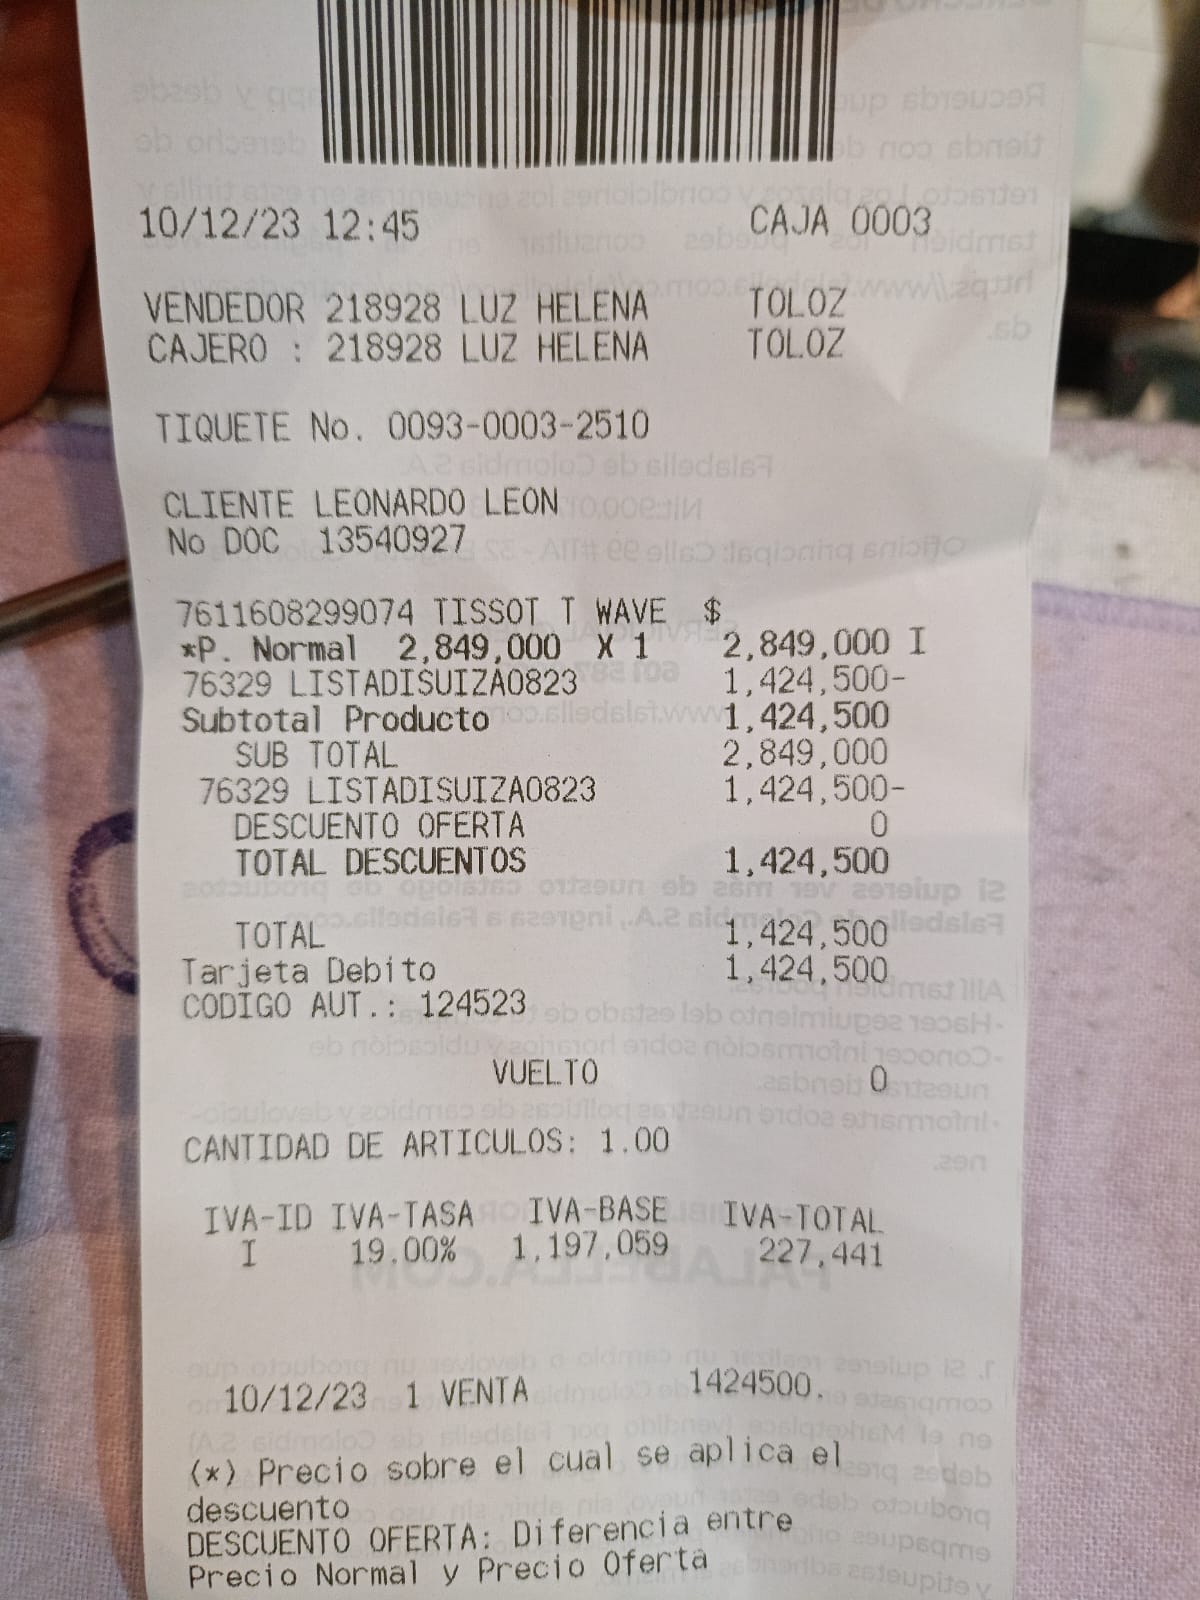 10/12/23 12:45 CAJA 0003
VENDEDOR 218928 LUZ HELENA TOLOZ
CAJERO : 218928 LUZ HELENA TOLOZ
TIQUETE No. 0093-0003-2510
CLIENTE LEONARDO LEON
No DOC 13540927
7611608299074 TISSOT T WAVE $
*P. Normal 2,849,000 X 1 2,849,000 I
76329 LISTADISUIZA0823 1,424,500-
Subtotal Producto 1,424,500
SUB TOTAL 2,849,000
76329 LISTADISUIZA0823 1,424,500-
DESCUENTO OFERTA 0
TOTAL DESCUENTOS 1,424,500
TOTAL 1,424,500
Tarjeta Debito 1,424,500
CODIGO AUT.: 124523
VUELTO 0
CANTIDAD DE ARTICULOS: 1.00
IVA-ID IVA-TASA IVA-BASE IVA-TOTAL
I 19.00% 1,197,059 227,441
10/12/23 1 VENTA 1424500.
(*) Precio sobre el cual se aplica el
descuento
DESCUENTO OFERTA: Diferencia entre
Precio Normal y Precio Oferta